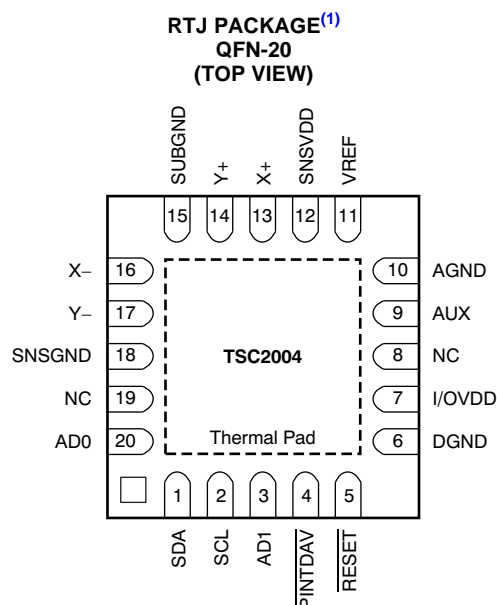 RTJ PACKAGE(1)
QFN-20
(TOP VIEW)
SUBGND
Y+
X+
SNSVDD
VREF
15
14
13
12
11
X–
16
10
AGND
Y–
17
9
AUX
SNSGND
18
TSC2004
8
NC
NC
19
7
I/OVDD
AD0
20
Thermal Pad
6
DGND
1
2
3
4
5
SDA
SCL
AD1
PINTDAV
RESET